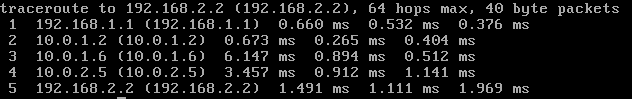 traceroute to 192.168.2.2 (192.168.2.2), 64 hops max, 40 byte packets
1 192.168.1.1 (192.168.1.1) 0.660 ms 0.532 ms 0.376 ms
2 10.0.1.2 (10.0.1.2) 0.673 ms 0.265 ms 0.404 ms
3 10.0.1.6 (10.0.1.6) 6.147 ms 0.894 ms 0.512 ms
4 10.0.2.5 (10.0.2.5) 3.457 ms 0.912 ms 1.141 ms
5 192.168.2.2 (192.168.2.2) 1.491 ms 1.111 ms 1.969 ms